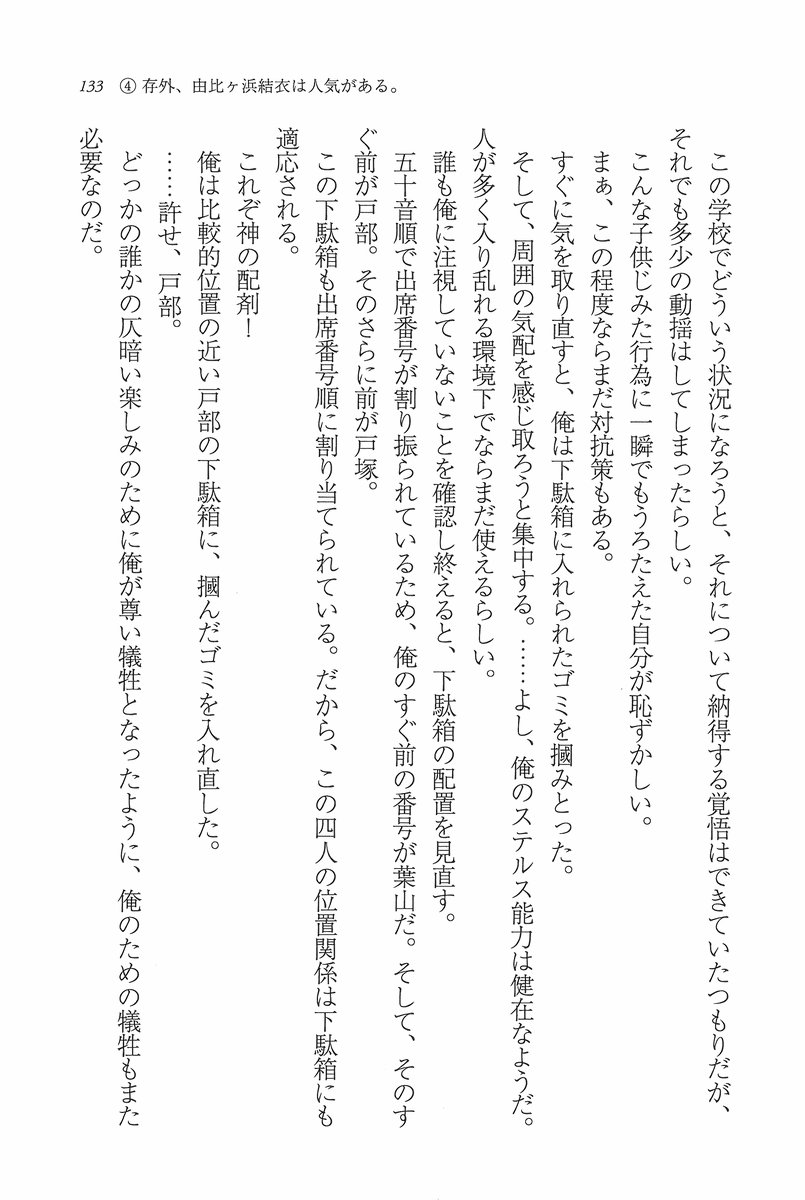 133 ④ 存外、由比ヶ浜結衣は人気がある。
この学校でどういう状況になろうと、それについて納得する覚悟はできていたつもりだが、
それでも多少の動揺はしてしまったらしい。
こんな子供じみた行為に一瞬でもうろたえた自分が恥ずかしい。
まぁ、この程度ならまだ対抗策もある。
すぐに気を取り直すと、俺は下駄箱に入れられたゴミを摑みとった。
そして、周囲の気配を感じ取ろうと集中する。……よし、俺のステルス能力は健在なようだ。
人が多く入り乱れる環境下でならまだ使えるらしい。
誰も俺に注視していないことを確認し終えると、下駄箱の配置を見直す。
五十音順で出席番号が割り振られているため、俺のすぐ前の番号が葉山だ。そして、そのす
ぐ前が戸部。そのさらに前が戸塚。
この下駄箱も出席番号順に割り当てられている。だから、この四人の位置関係は下駄箱にも
適応される。
これぞ神の配剤！
俺は比較的位置の近い戸部の下駄箱に、摑んだゴミを入れ直した。
……許せ、戸部。
どっかの誰かの仄暗い楽しみのために俺が尊い犠牲となったように、俺のための犠牲もまた
必要なのだ。